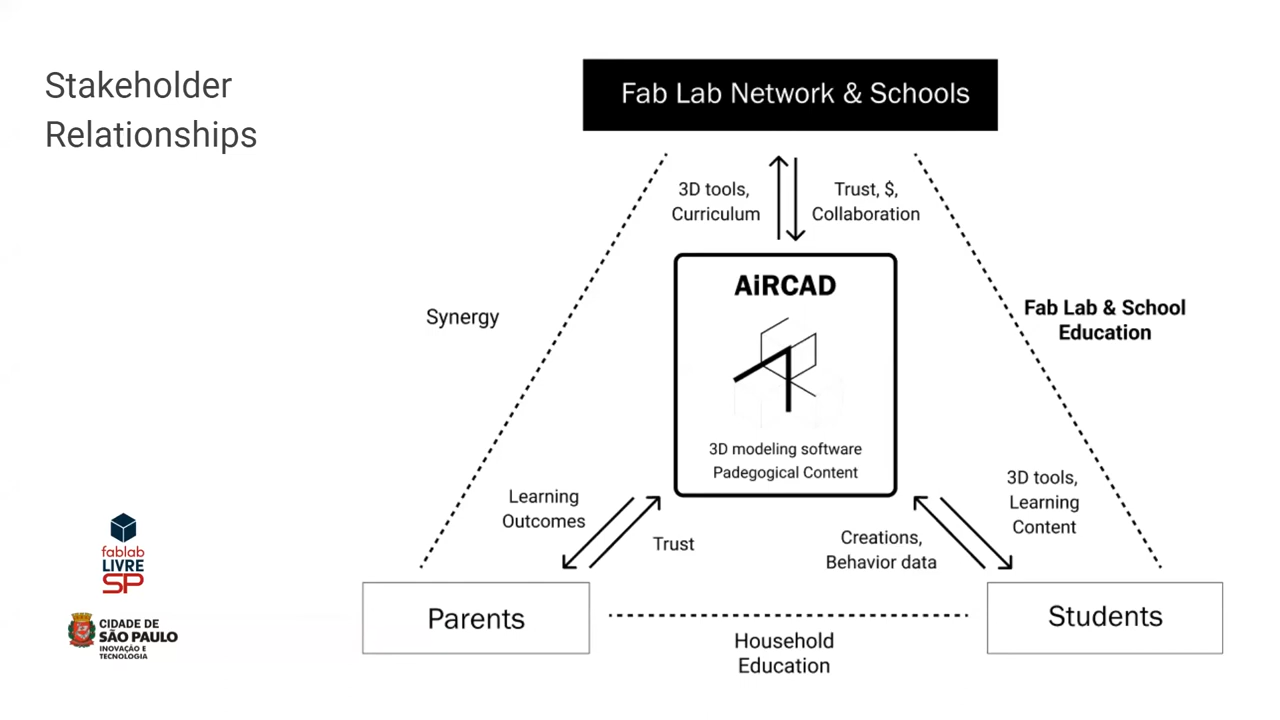 Stakeholder
Relationships
Fab Lab Network & Schools
3D tools,
Curriculum
Trust, $,
Collaboration
AiRCAD
Synergy
Fab Lab & School
Education
3D modeling software
Padegogical Content
Learning
Outcomes
Trust
Creations,
Behavior data
3D tools,
Learning
Content
fablab
LIVRE
SP
CIDADE DE
SÃO PAULO
INOVAÇÃO E
TECNOLOGIA
Parents
Students
Household
Education